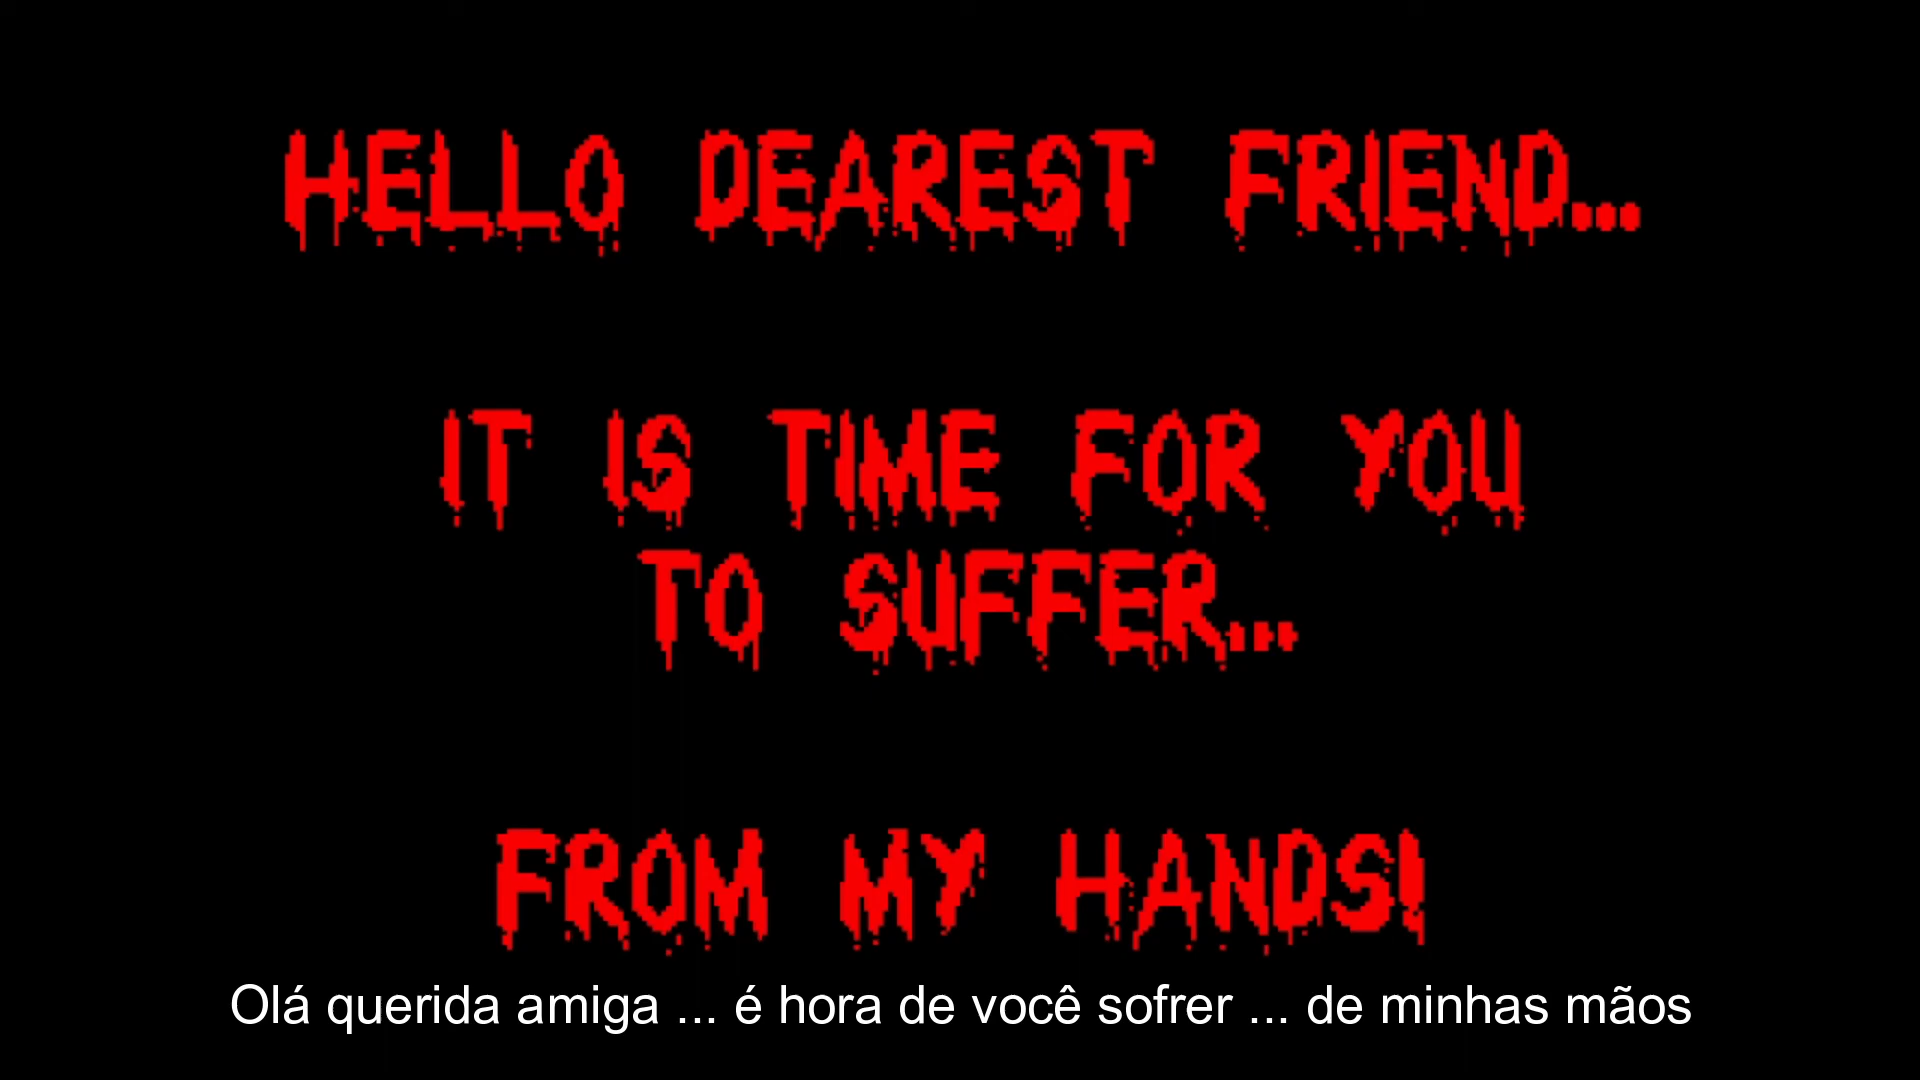 HELLO DEAREST FRIEND...
IT IS TIME FOR YOU
TO SUFFER...
FROM MY HANDS!
Olá querida amiga ... é hora de você sofrer ... de minhas mãos